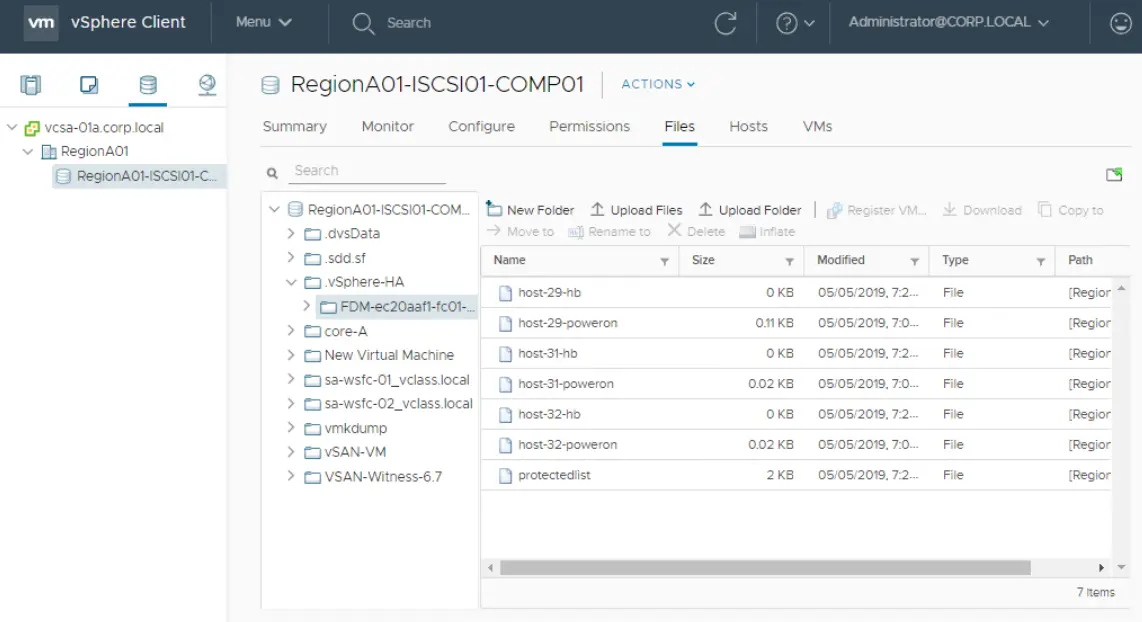 vm vSphere Client Menu Search Administrator@CORP.LOCAL
RegionA01-ISCSI01-COMP01 ACTIONS
Summary Monitor Configure Permissions Files Hosts VMs
vcsa-01a.corp.local
RegionA01
RegionA01-ISCSI01-C...
Search
RegionA01-ISCSI01-COM...
.dvsData
.sdd.sf
.vSphere-HA
FDM-ec20aaf1-fc01-...
core-A
New Virtual Machine
sa-wsfc-01_vclass.local
sa-wsfc-02_vclass.local
vmkdump
vSAN-VM
VSAN-Witness-6.7
New Folder Upload Files Upload Folder Register VM... Download Copy to
Move to Rename to Delete Inflate
Name Size Modified Type Path
host-29-hb 0 KB 05/05/2019, 7:2... File [Region
host-29-poweron 0.11 KB 05/05/2019, 7:0... File [Region
host-31-hb 0 KB 05/05/2019, 7:2... File [Region
host-31-poweron 0.02 KB 05/05/2019, 7:0... File [Region
host-32-hb 0 KB 05/05/2019, 7:2... File [Region
host-32-poweron 0.02 KB 05/05/2019, 7:0... File [Region
protectedlist 2 KB 05/05/2019, 7:2... File [Region
7 items